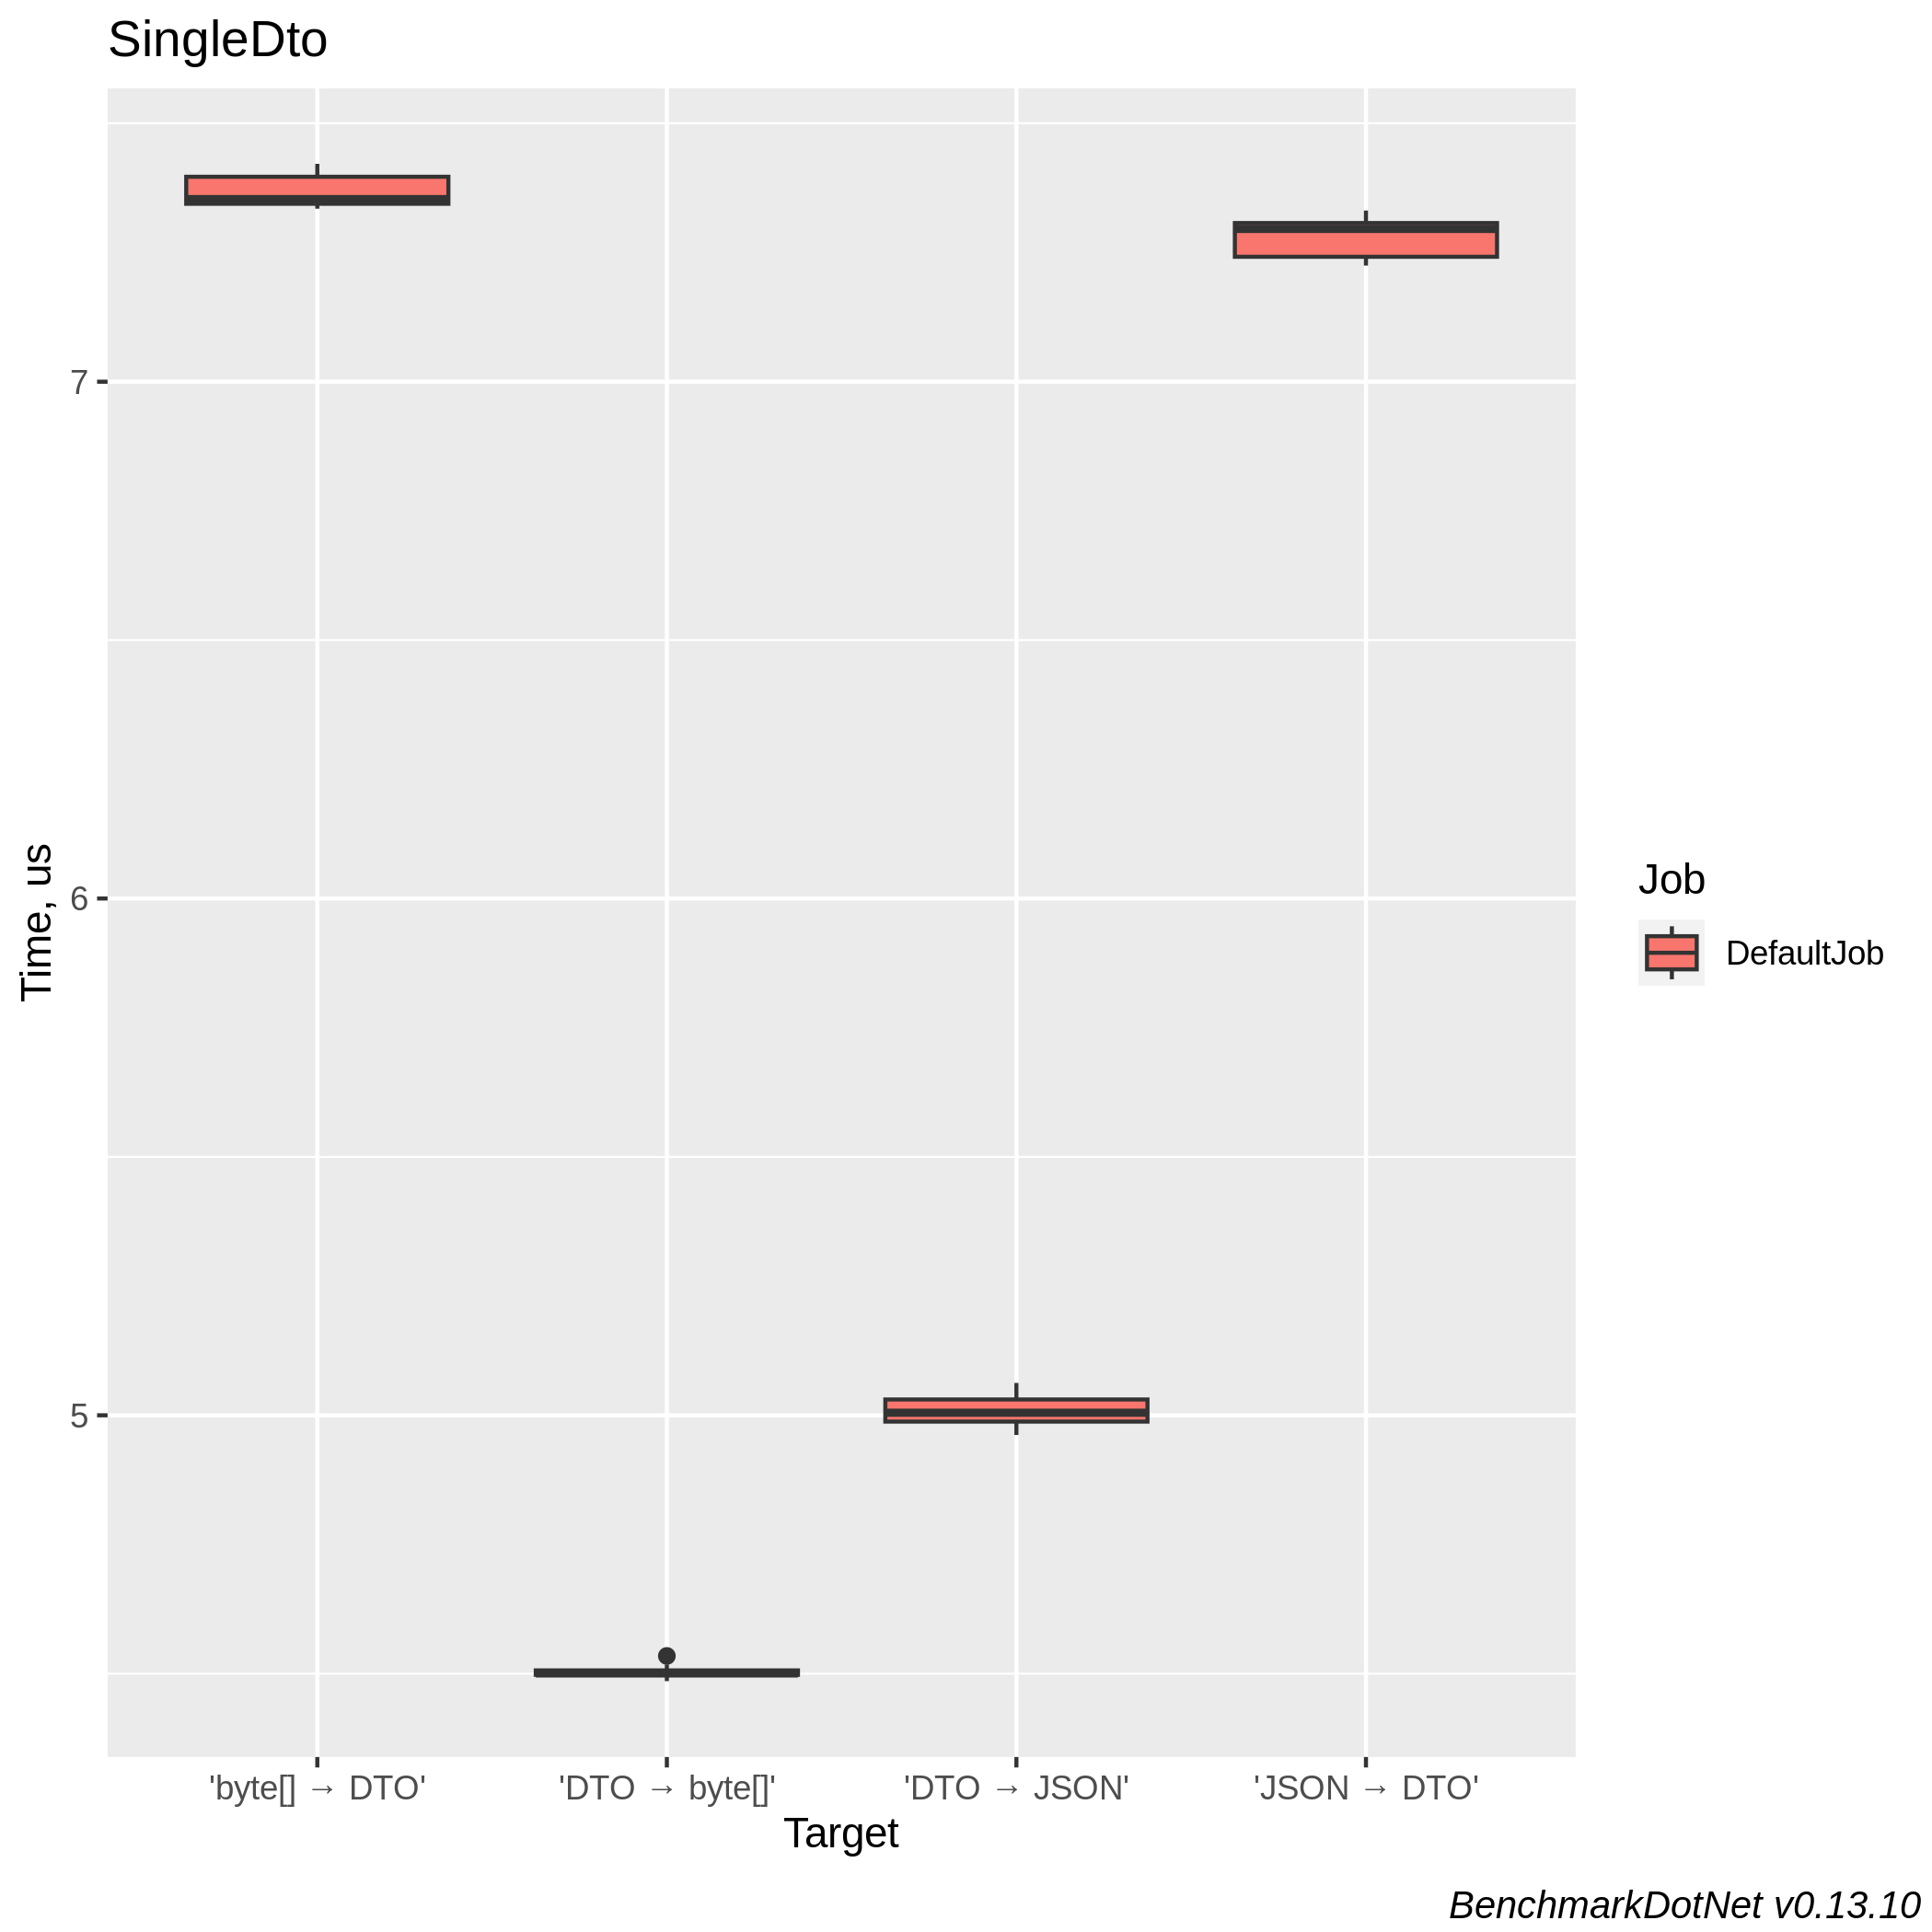 SingleDto
Time, us
7
6
5
'byte[] → DTO'
'DTO → byte[]'
'DTO → JSON'
'JSON → DTO'
Target
Job
DefaultJob
BenchmarkDotNet v0.13.10